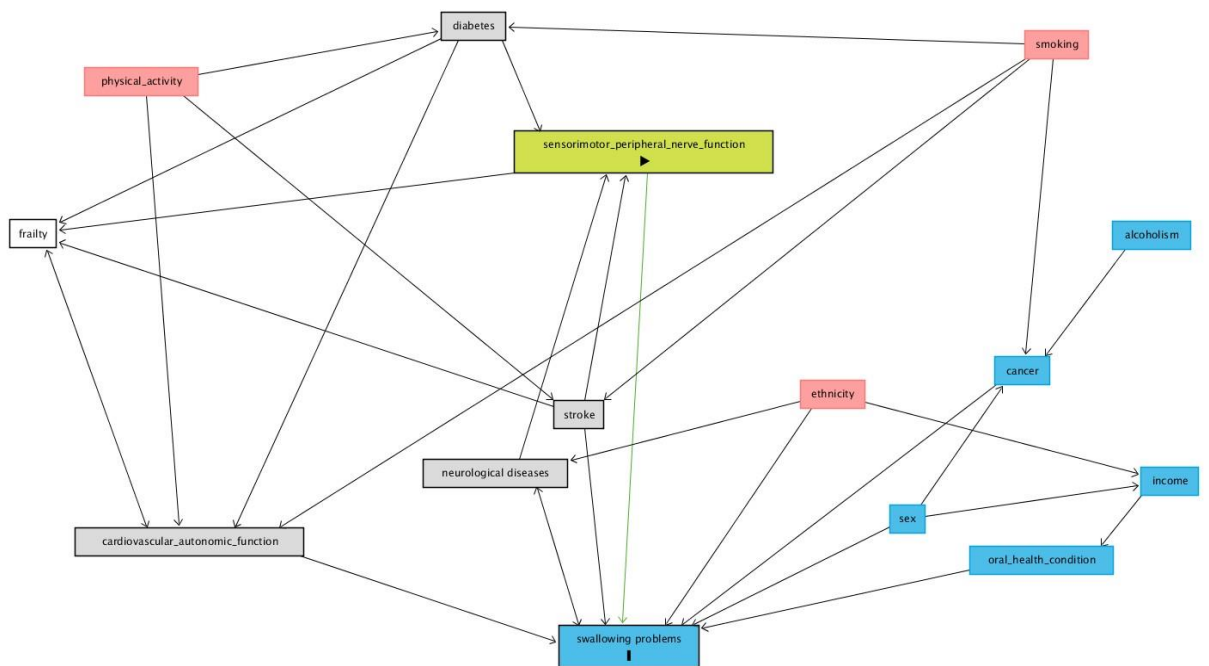 diabetes
smoking
physical_activity
sensorimotor_peripheral_nerve_function
frailty
alcoholism
cancer
ethnicity
stroke
neurological diseases
income
sex
cardiovascular_autonomic_function
oral_health_condition
swallowing problems